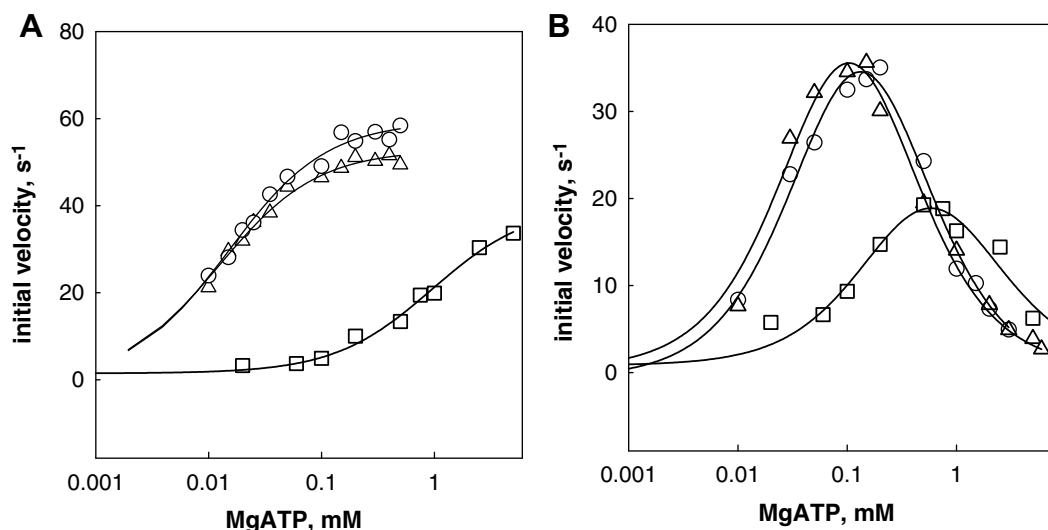 A
80
60
40
20
0
initial velocity, s-1
0.001 0.01 0.1 1
MgATP, mM
B
40
30
20
10
0
initial velocity, s-1
0.001 0.01 0.1 1
MgATP, mM